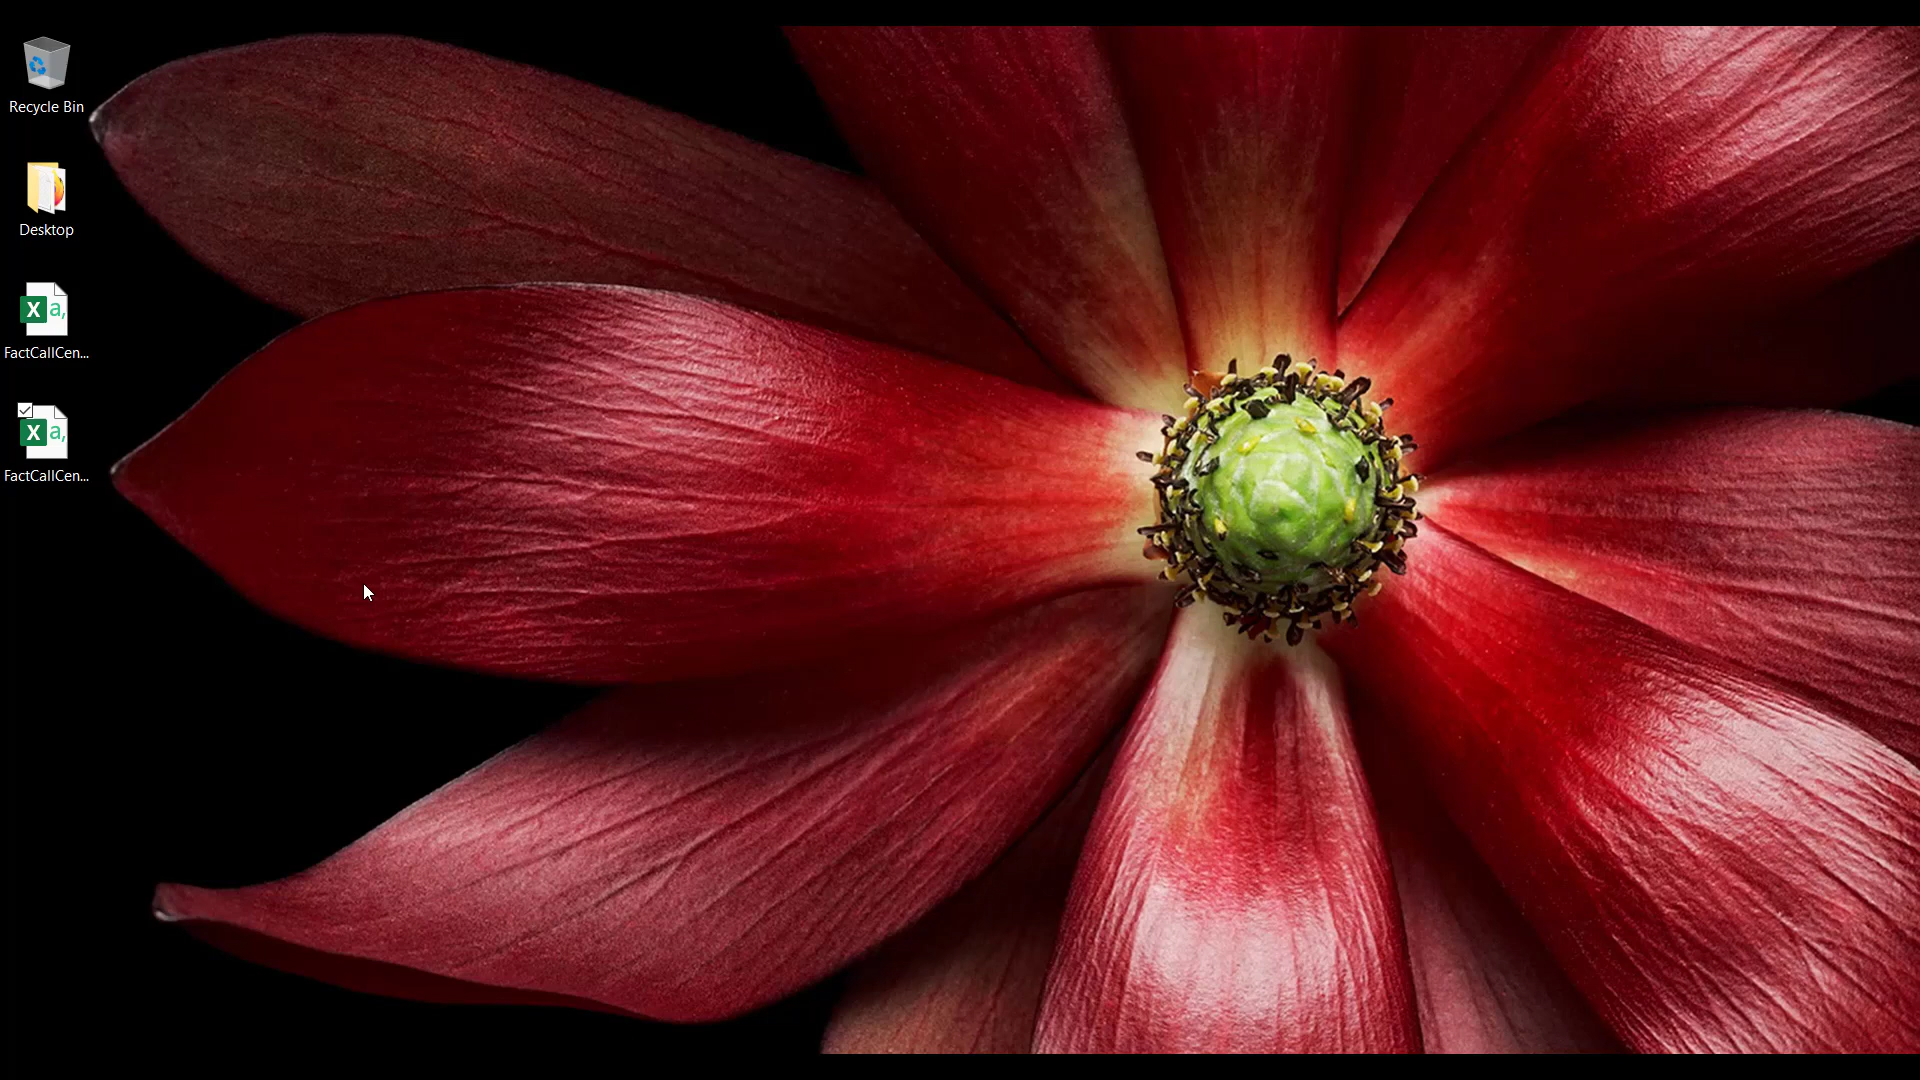 Recycle Bin
Desktop
X a,
FactCallCen...
X a,
FactCallCen...